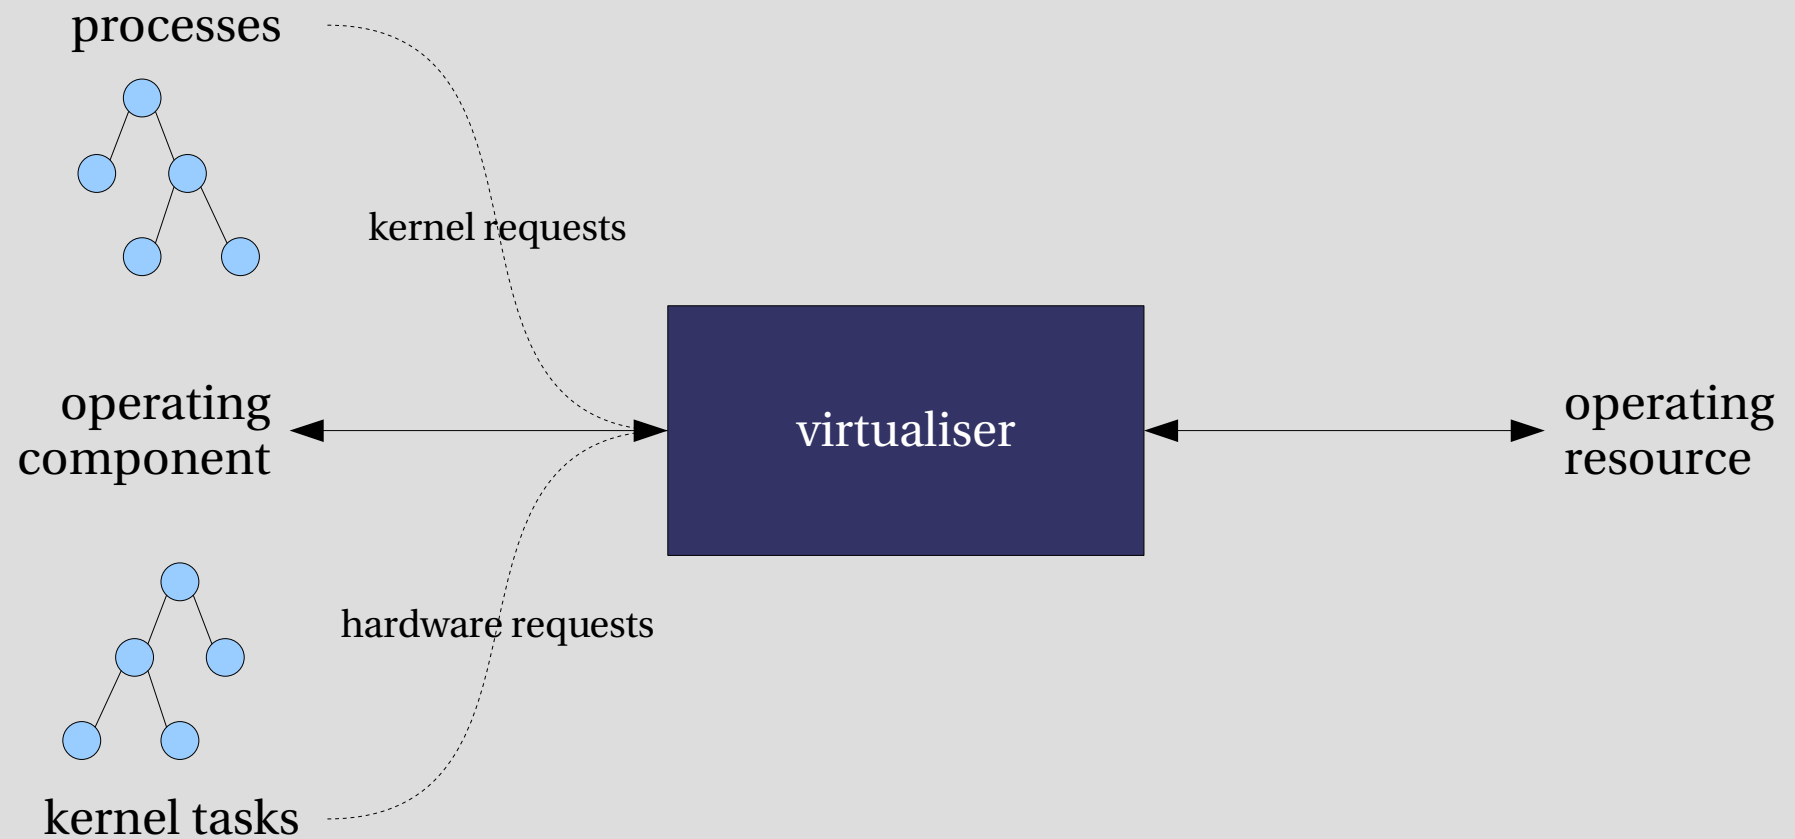 processes
kernel requests
operating
component
virtualiser
operating
resource
hardware requests
kernel tasks